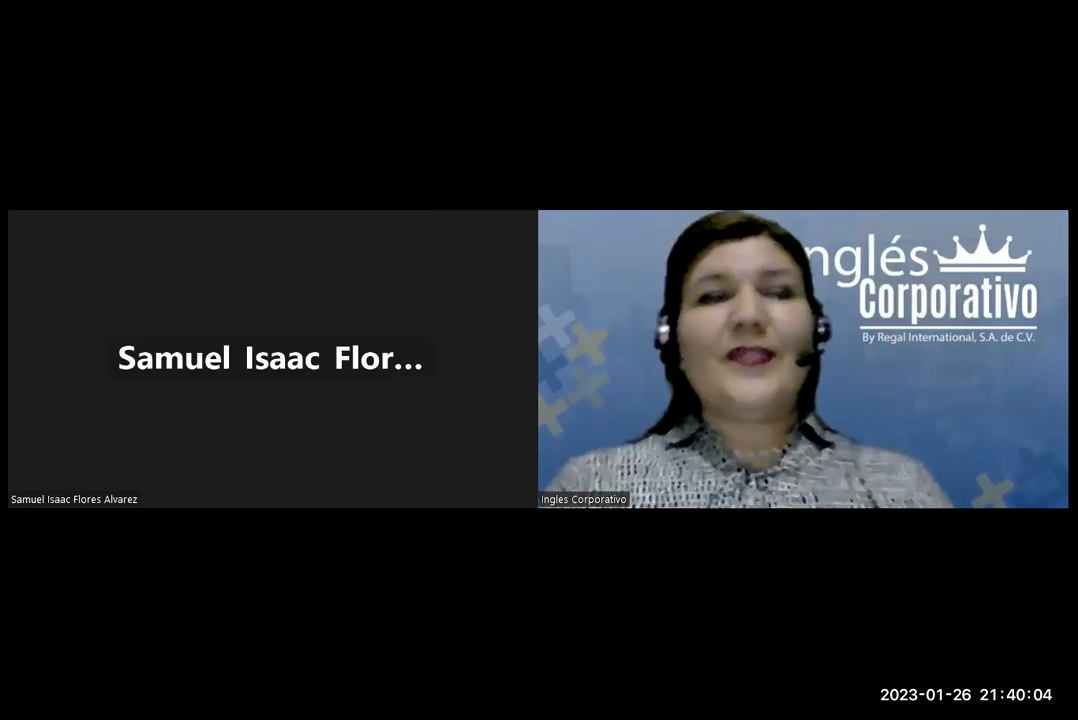 Samuel Isaac Flor...
Samuel Isaac Flores Alvarez
nglés
Corporativo
By Regal International, S.A. de C.V.
Ingles Corporativo
2023-01-26 21:40:04